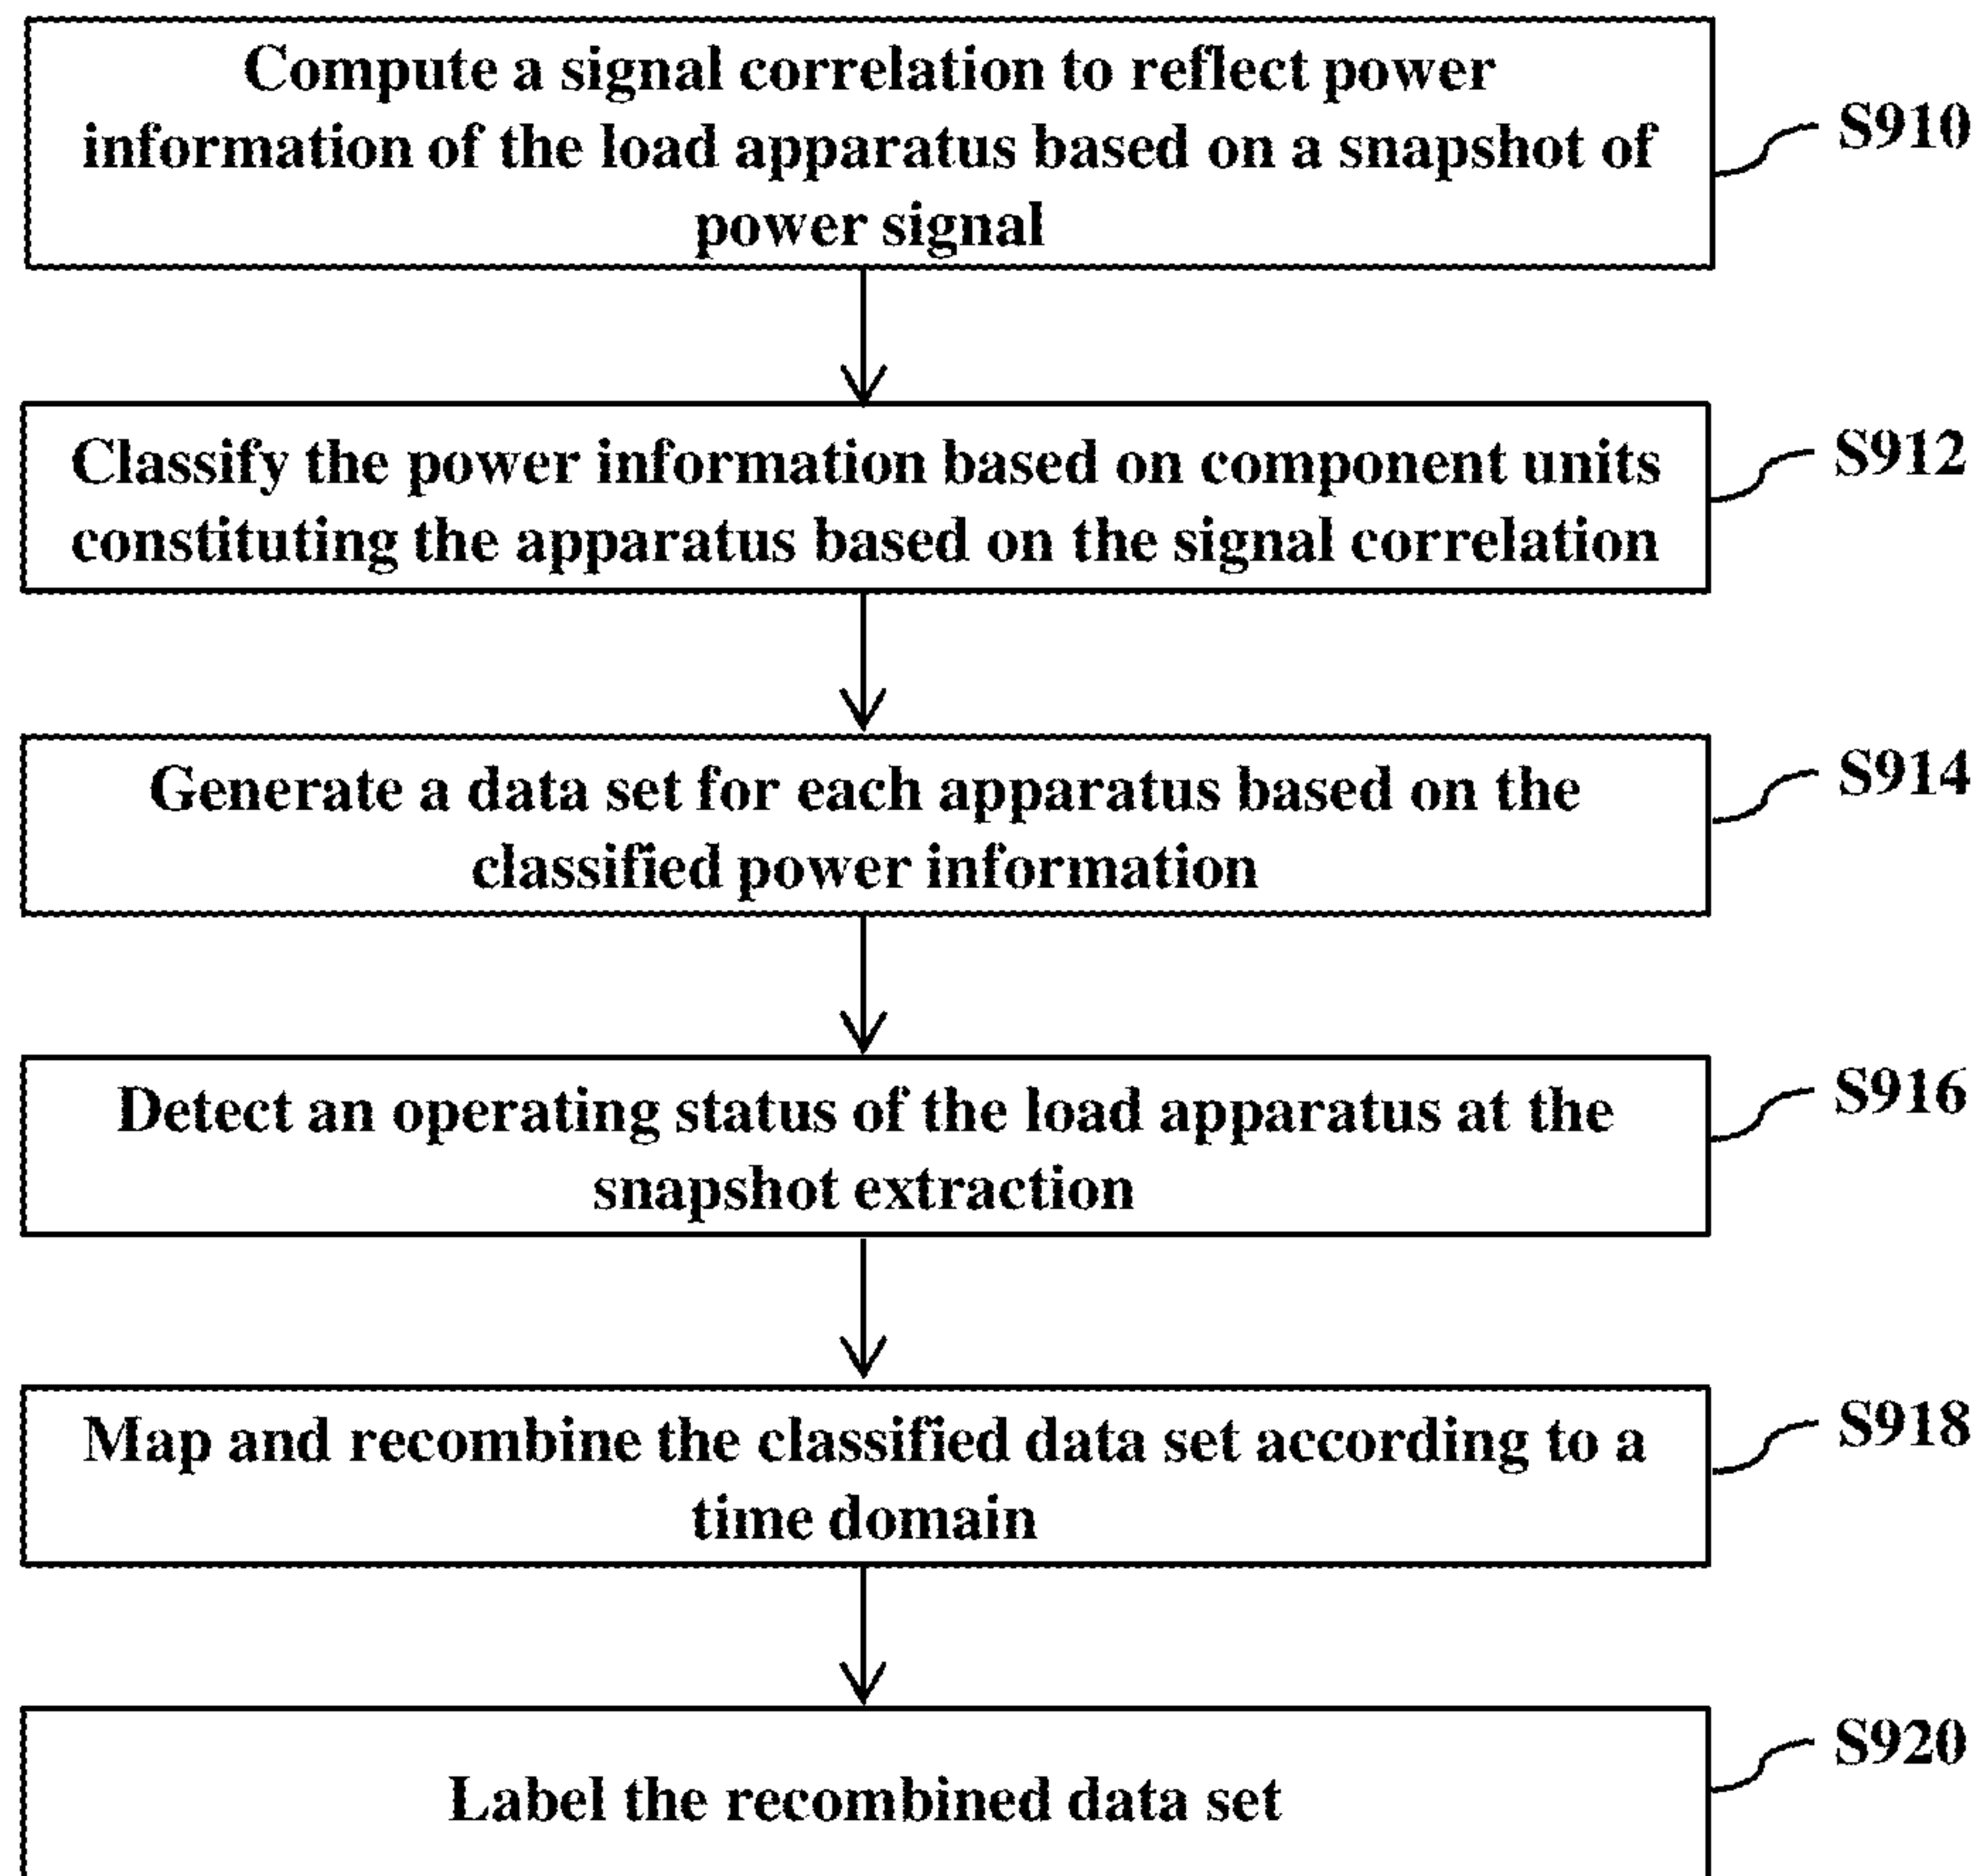 Compute a signal correlation to reflect power
information of the load apparatus based on a snapshot of
power signal
S910
Classify the power information based on component units
constituting the apparatus based on the signal correlation
S912
Generate a data set for each apparatus based on the
classified power information
S914
Detect an operating status of the load apparatus at the
snapshot extraction
S916
Map and recombine the classified data set according to a
time domain
S918
Label the recombined data set
S920